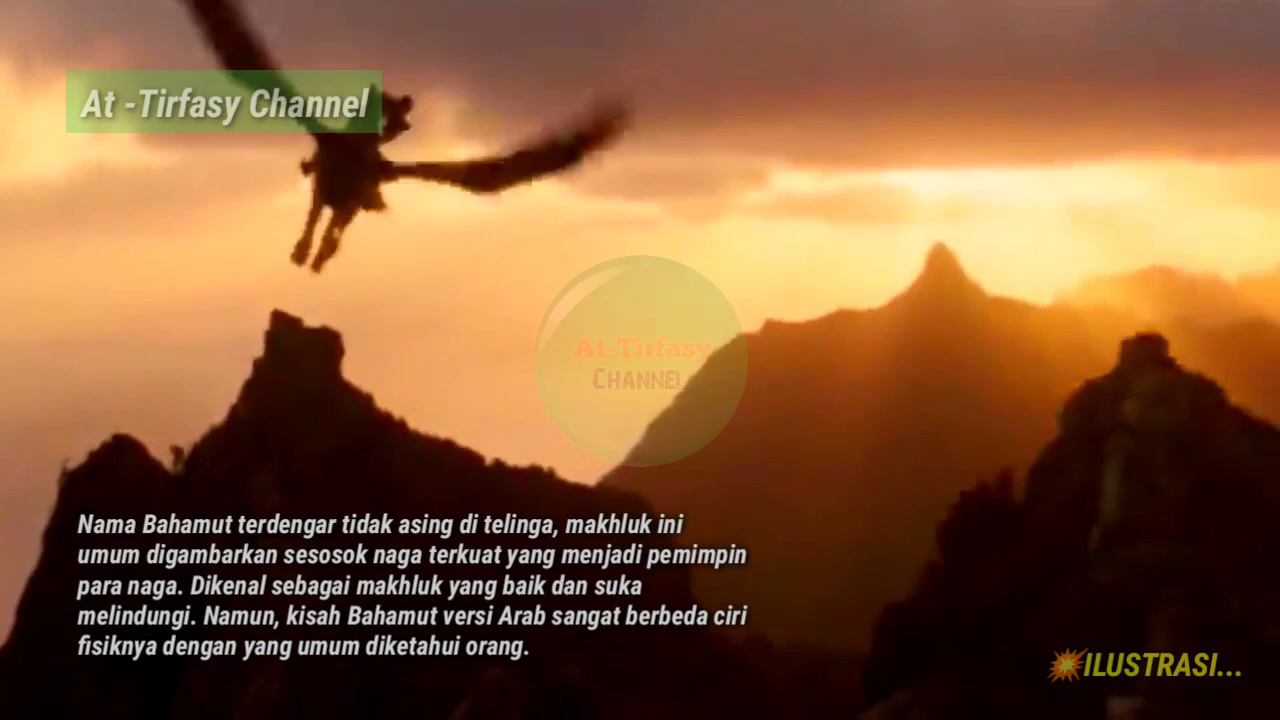 At -Tirfasy Channel
At-Tirfasy
CHANNEL
Nama Bahamut terdengar tidak asing di telinga, makhluk ini
umum digambarkan sesosok naga terkuat yang menjadi pemimpin
para naga. Dikenal sebagai makhluk yang baik dan suka
melindungi. Namun, kisah Bahamut versi Arab sangat berbeda ciri
fisiknya dengan yang umum diketahui orang.
ILUSTRASI...